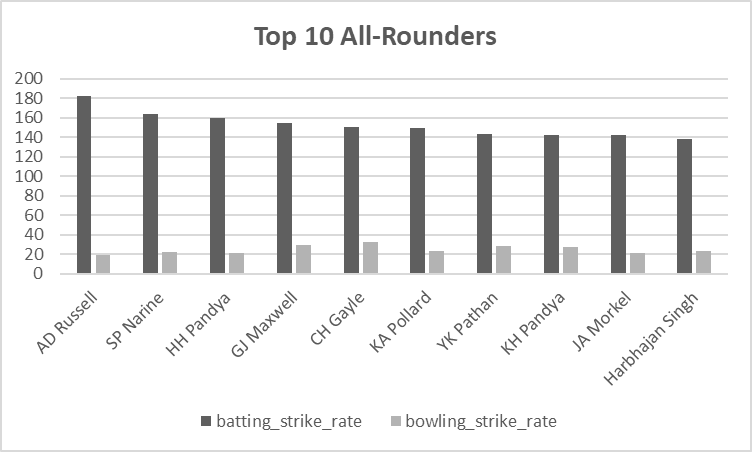 Top 10 All-Rounders
200
180
160
140
120
100
80
60
40
20
0
AD Russell
SP Narine
HH Pandya
GJ Maxwell
CH Gayle
KA Pollard
YK Pathan
KH Pandya
JA Morkel
Harbhajan Singh
batting_strike_rate bowling_strike_rate